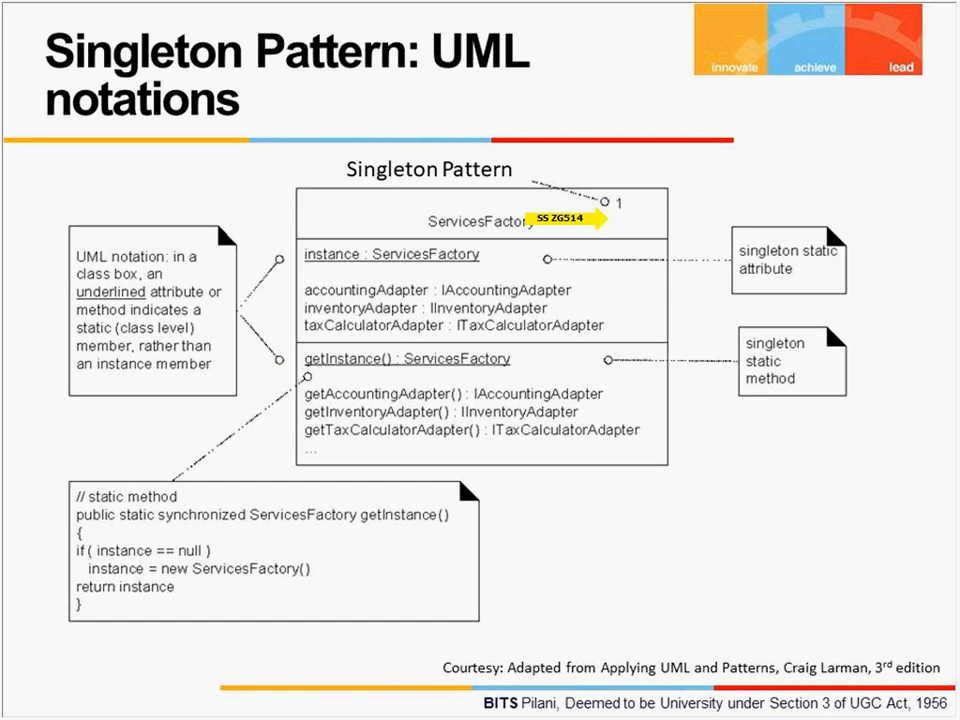 Singleton Pattern: UML
notations
innovate achieve lead
Singleton Pattern
1
ServicesFactory
SS ZG514
UML notation: in a
class box, an
underlined attribute or
method indicates a
static (class level)
member, rather than
an instance member
instance : ServicesFactory
accountingAdapter : IAccountingAdapter
inventoryAdapter : IInventoryAdapter
taxCalculatorAdapter : ITaxCalculatorAdapter
getInstance() : ServicesFactory
getAccountingAdapter() : IAccountingAdapter
getInventoryAdapter() : IInventoryAdapter
getTaxCalculatorAdapter() : ITaxCalculatorAdapter
...
singleton static
attribute
singleton
static
method
// static method
public static synchronized ServicesFactory getInstance()
{
if ( instance == null )
instance = new ServicesFactory()
return instance
}
Courtesy: Adapted from Applying UML and Patterns, Craig Larman, 3rd edition
BITS Pilani, Deemed to be University under Section 3 of UGC Act, 1956